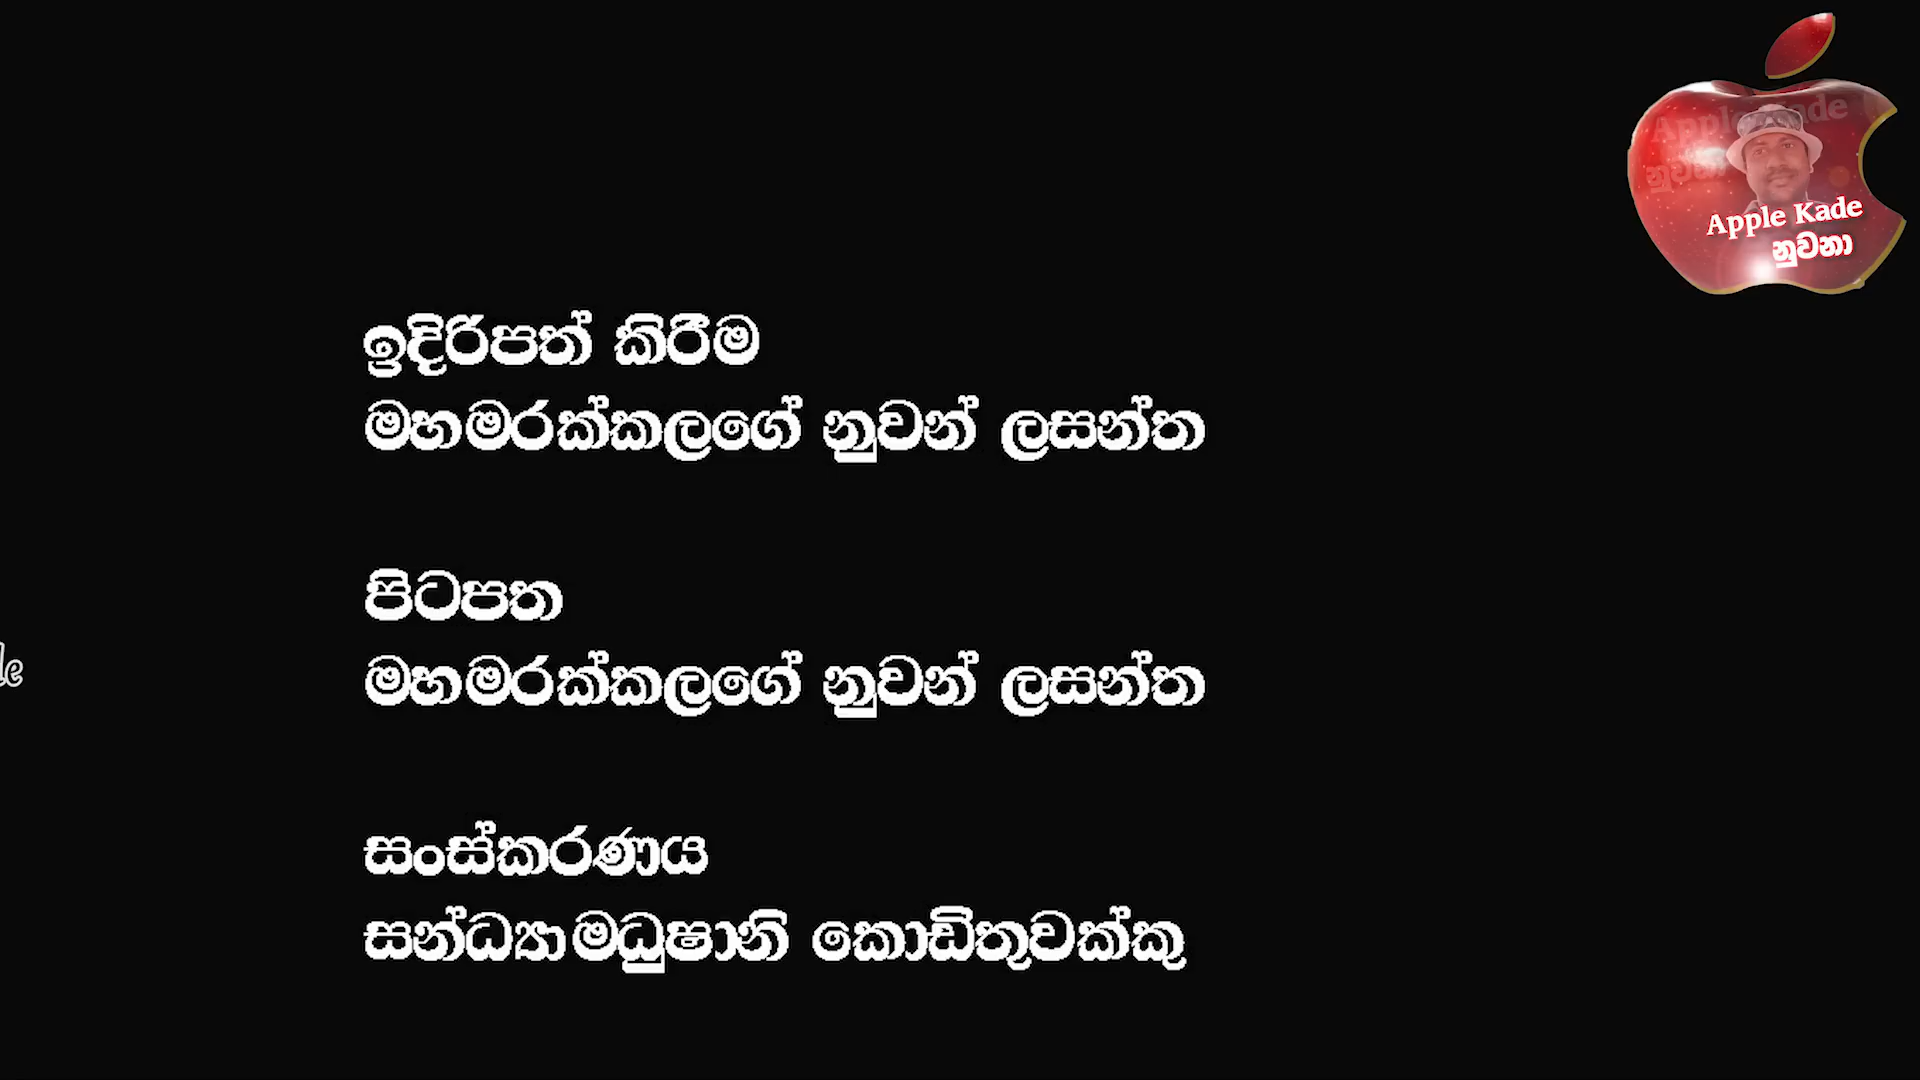 Apple Kade
නුවනා
ඉදිරිපත් කිරීම
මහමරක්කලගේ නුවන් ලසන්ත
පිටපත
මහමරක්කලගේ නුවන් ලසන්ත
සංස්කරණය
සන්ධ්‍යාමධුෂානි කොඩිතුවක්කු